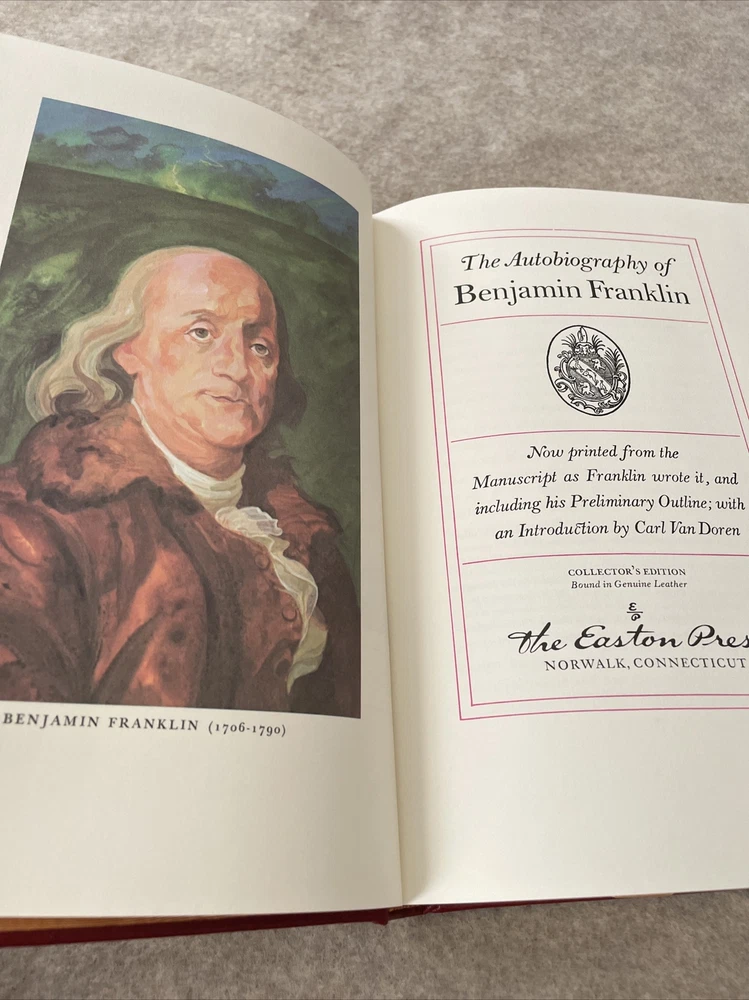 BENJAMIN FRANKLIN (1706-1790)
The Autobiography of
Benjamin Franklin
Now printed from the
Manuscript as Franklin wrote it, and
including his Preliminary Outline; with
an Introduction by Carl Van Doren
COLLECTOR'S EDITION
Bound in Genuine Leather
E
P
The Easton Pres
NORWALK, CONNECTICUT